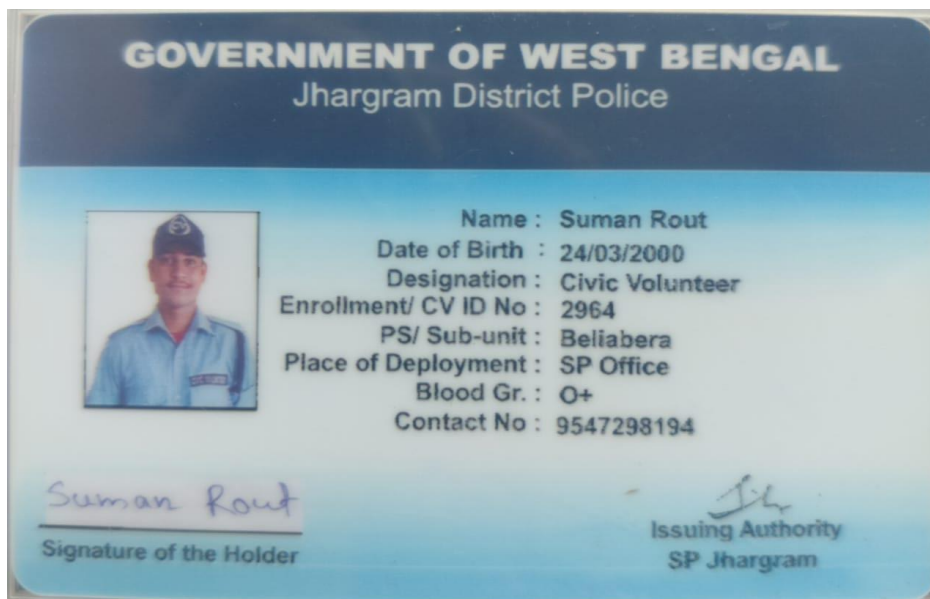 GOVERNMENT OF WEST BENGAL
Jhargram District Police
Name : Suman Rout
Date of Birth : 24/03/2000
Designation : Civic Volunteer
Enrollment/ CV ID No : 2964
PS/ Sub-unit : Beliabera
Place of Deployment : SP Office
Blood Gr. : O+
Contact No : 9547298194
Suman Rout
Signature of the Holder
Issuing Authority
SP Jhargram